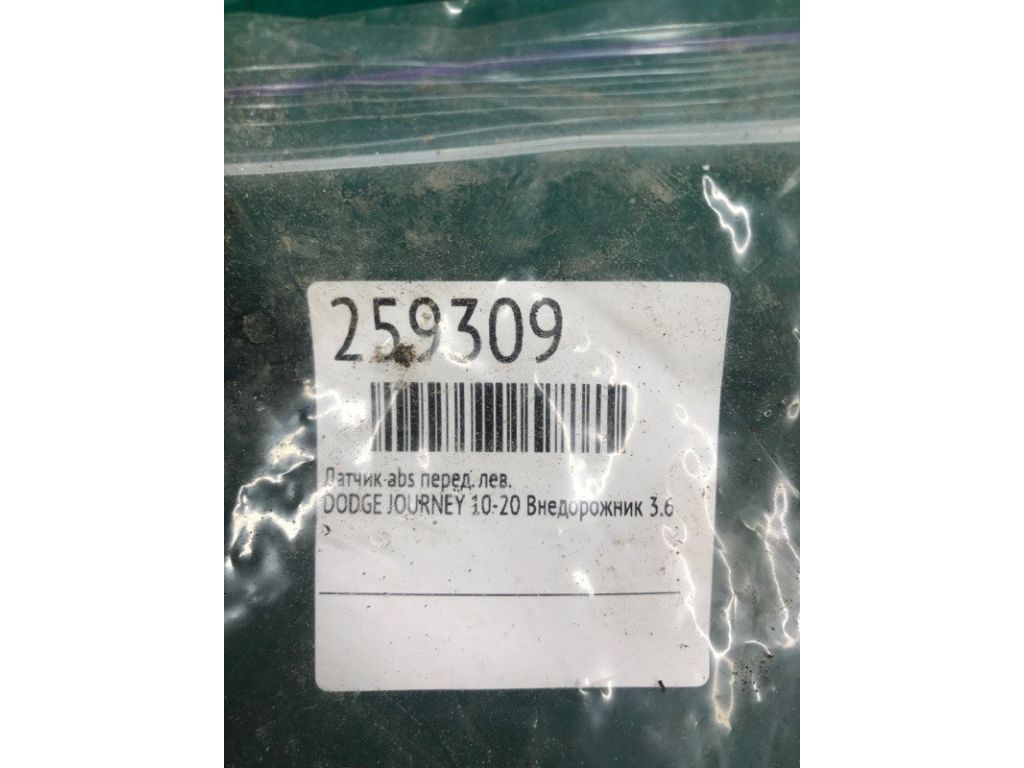 259309
Датчик abs перед. лев.
DODGE JOURNEY 10-20 Внедорожник 3.6